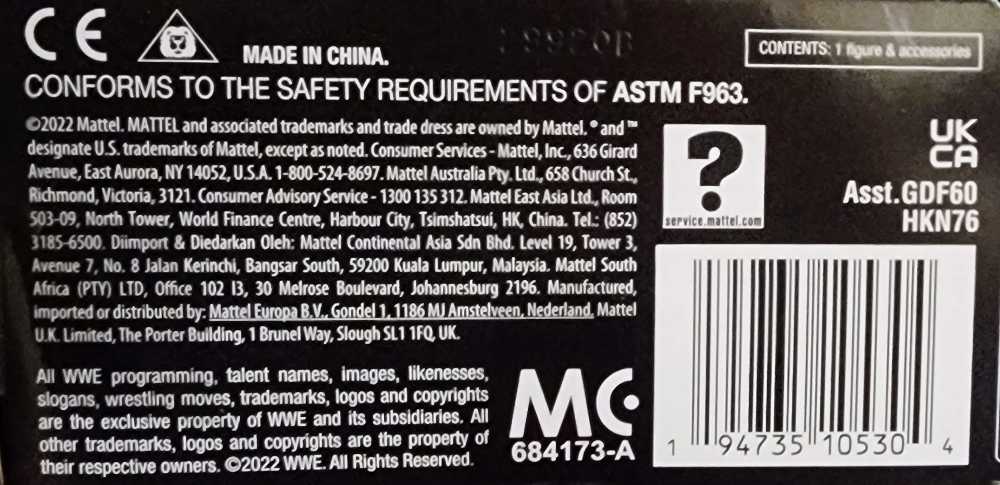 CE
MADE IN CHINA.
CONTENTS: 1 figure & accessories
CONFORMS TO THE SAFETY REQUIREMENTS OF ASTM F963.
©2022 Mattel. MATTEL and associated trademarks and trade dress are owned by Mattel. ® and ™
designate U.S. trademarks of Mattel, except as noted. Consumer Services - Mattel, Inc., 636 Girard
Avenue, East Aurora, NY 14052, U.S.A. 1-800-524-8697. Mattel Australia Pty. Ltd., 658 Church St.,
Richmond, Victoria, 3121. Consumer Advisory Service - 1300 135 312. Mattel East Asia Ltd., Room
503-09, North Tower, World Finance Centre, Harbour City, Tsimshatsui, HK, China. Tel.: (852)
3185-6500. Diimport & Diedarkan Oleh: Mattel Continental Asia Sdn Bhd. Level 19, Tower 3,
Avenue 7, No. 8 Jalan Kerinchi, Bangsar South, 59200 Kuala Lumpur, Malaysia. Mattel South
Africa (PTY) LTD, Office 102 I3, 30 Melrose Boulevard, Johannesburg 2196. Manufactured,
imported or distributed by: Mattel Europa B.V., Gondel 1, 1186 MJ Amstelveen, Nederland. Mattel
U.K. Limited, The Porter Building, 1 Brunel Way, Slough SL1 1FQ, UK.
?
service.mattel.com
UK
CA
Asst.GDF60
HKN76
All WWE programming, talent names, images, likenesses,
slogans, wrestling moves, trademarks, logos and copyrights
are the exclusive property of WWE and its subsidiaries. All
other trademarks, logos and copyrights are the property of
their respective owners. ©2022 WWE. All Rights Reserved.
MC
684173-A
1 94735 10530 4